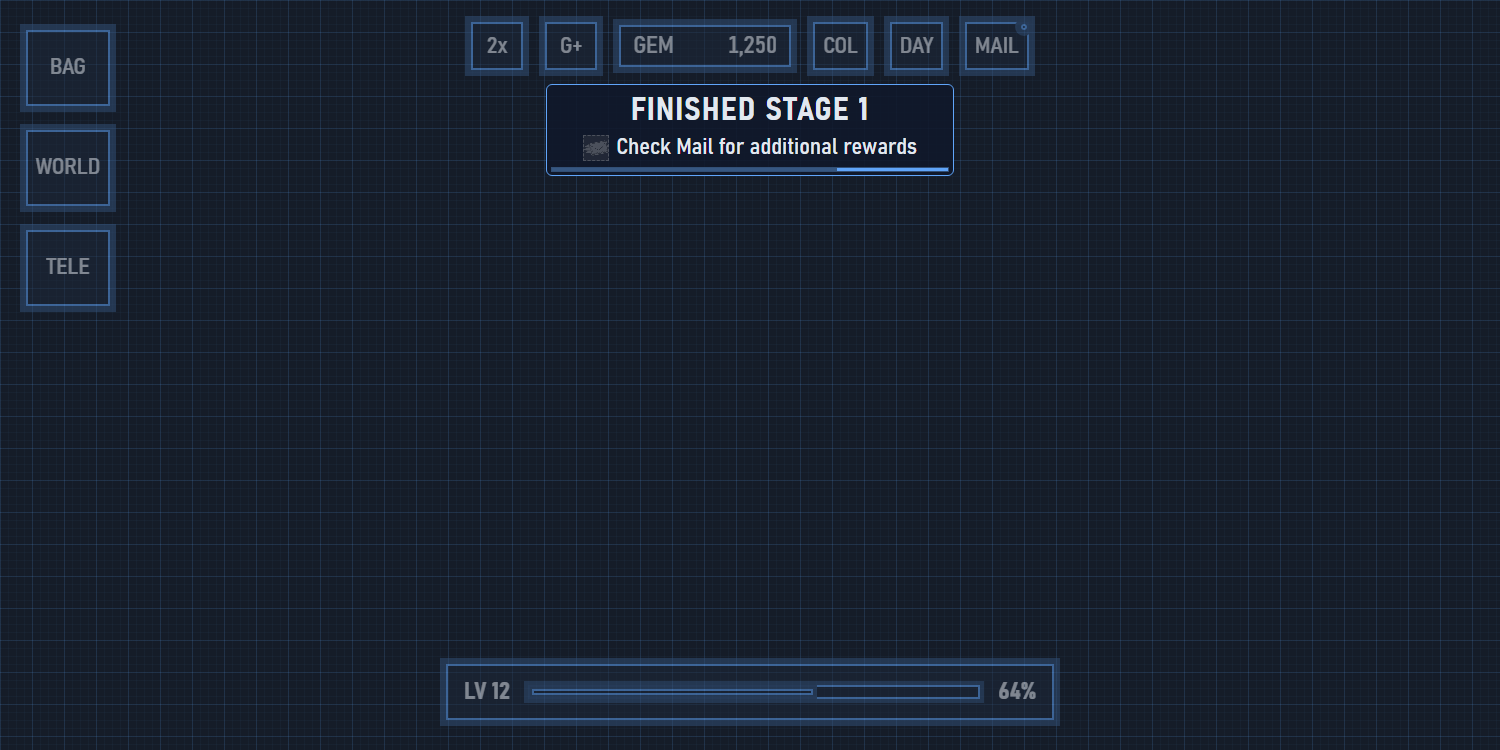 BAG
WORLD
TELE
2x
G+
GEM 1,250
COL
DAY
MAIL
FINISHED STAGE 1
Check Mail for additional rewards
LV 12
64%